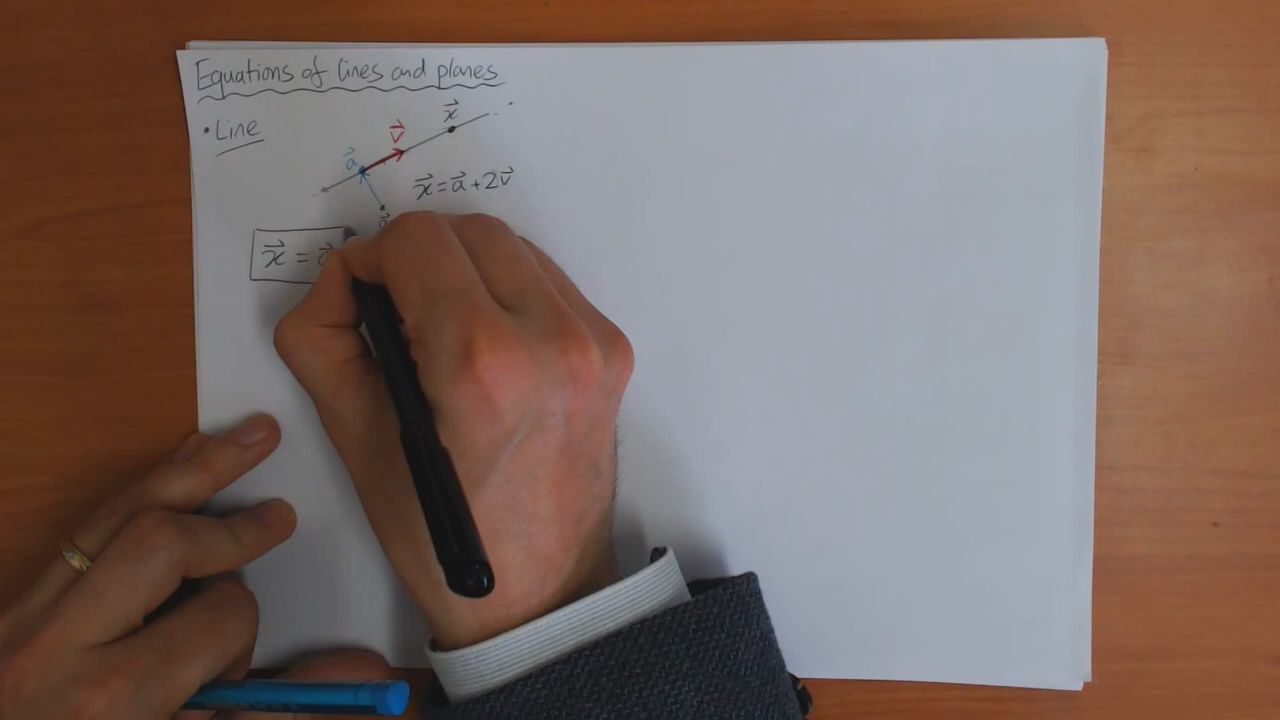 Equations of lines and planes
• Line
x⃗
v⃗
a⃗
x⃗ = a⃗ + 2v⃗
x⃗ =